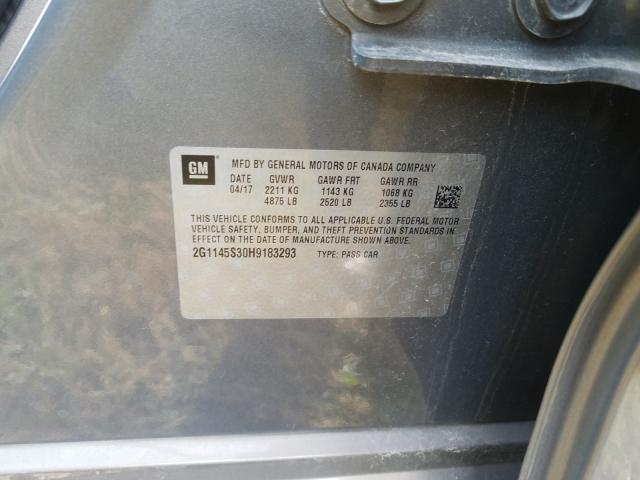 GM MFD BY GENERAL MOTORS OF CANADA COMPANY
DATE GVWR GAWR FRT GAWR RR
04/17 2211 KG 1143 KG 1068 KG
4875 LB 2520 LB 2355 LB
THIS VEHICLE CONFORMS TO ALL APPLICABLE U.S. FEDERAL MOTOR
VEHICLE SAFETY, BUMPER, AND THEFT PREVENTION STANDARDS IN
EFFECT ON THE DATE OF MANUFACTURE SHOWN ABOVE.
2G1145S30H9183293 TYPE: PASS CAR